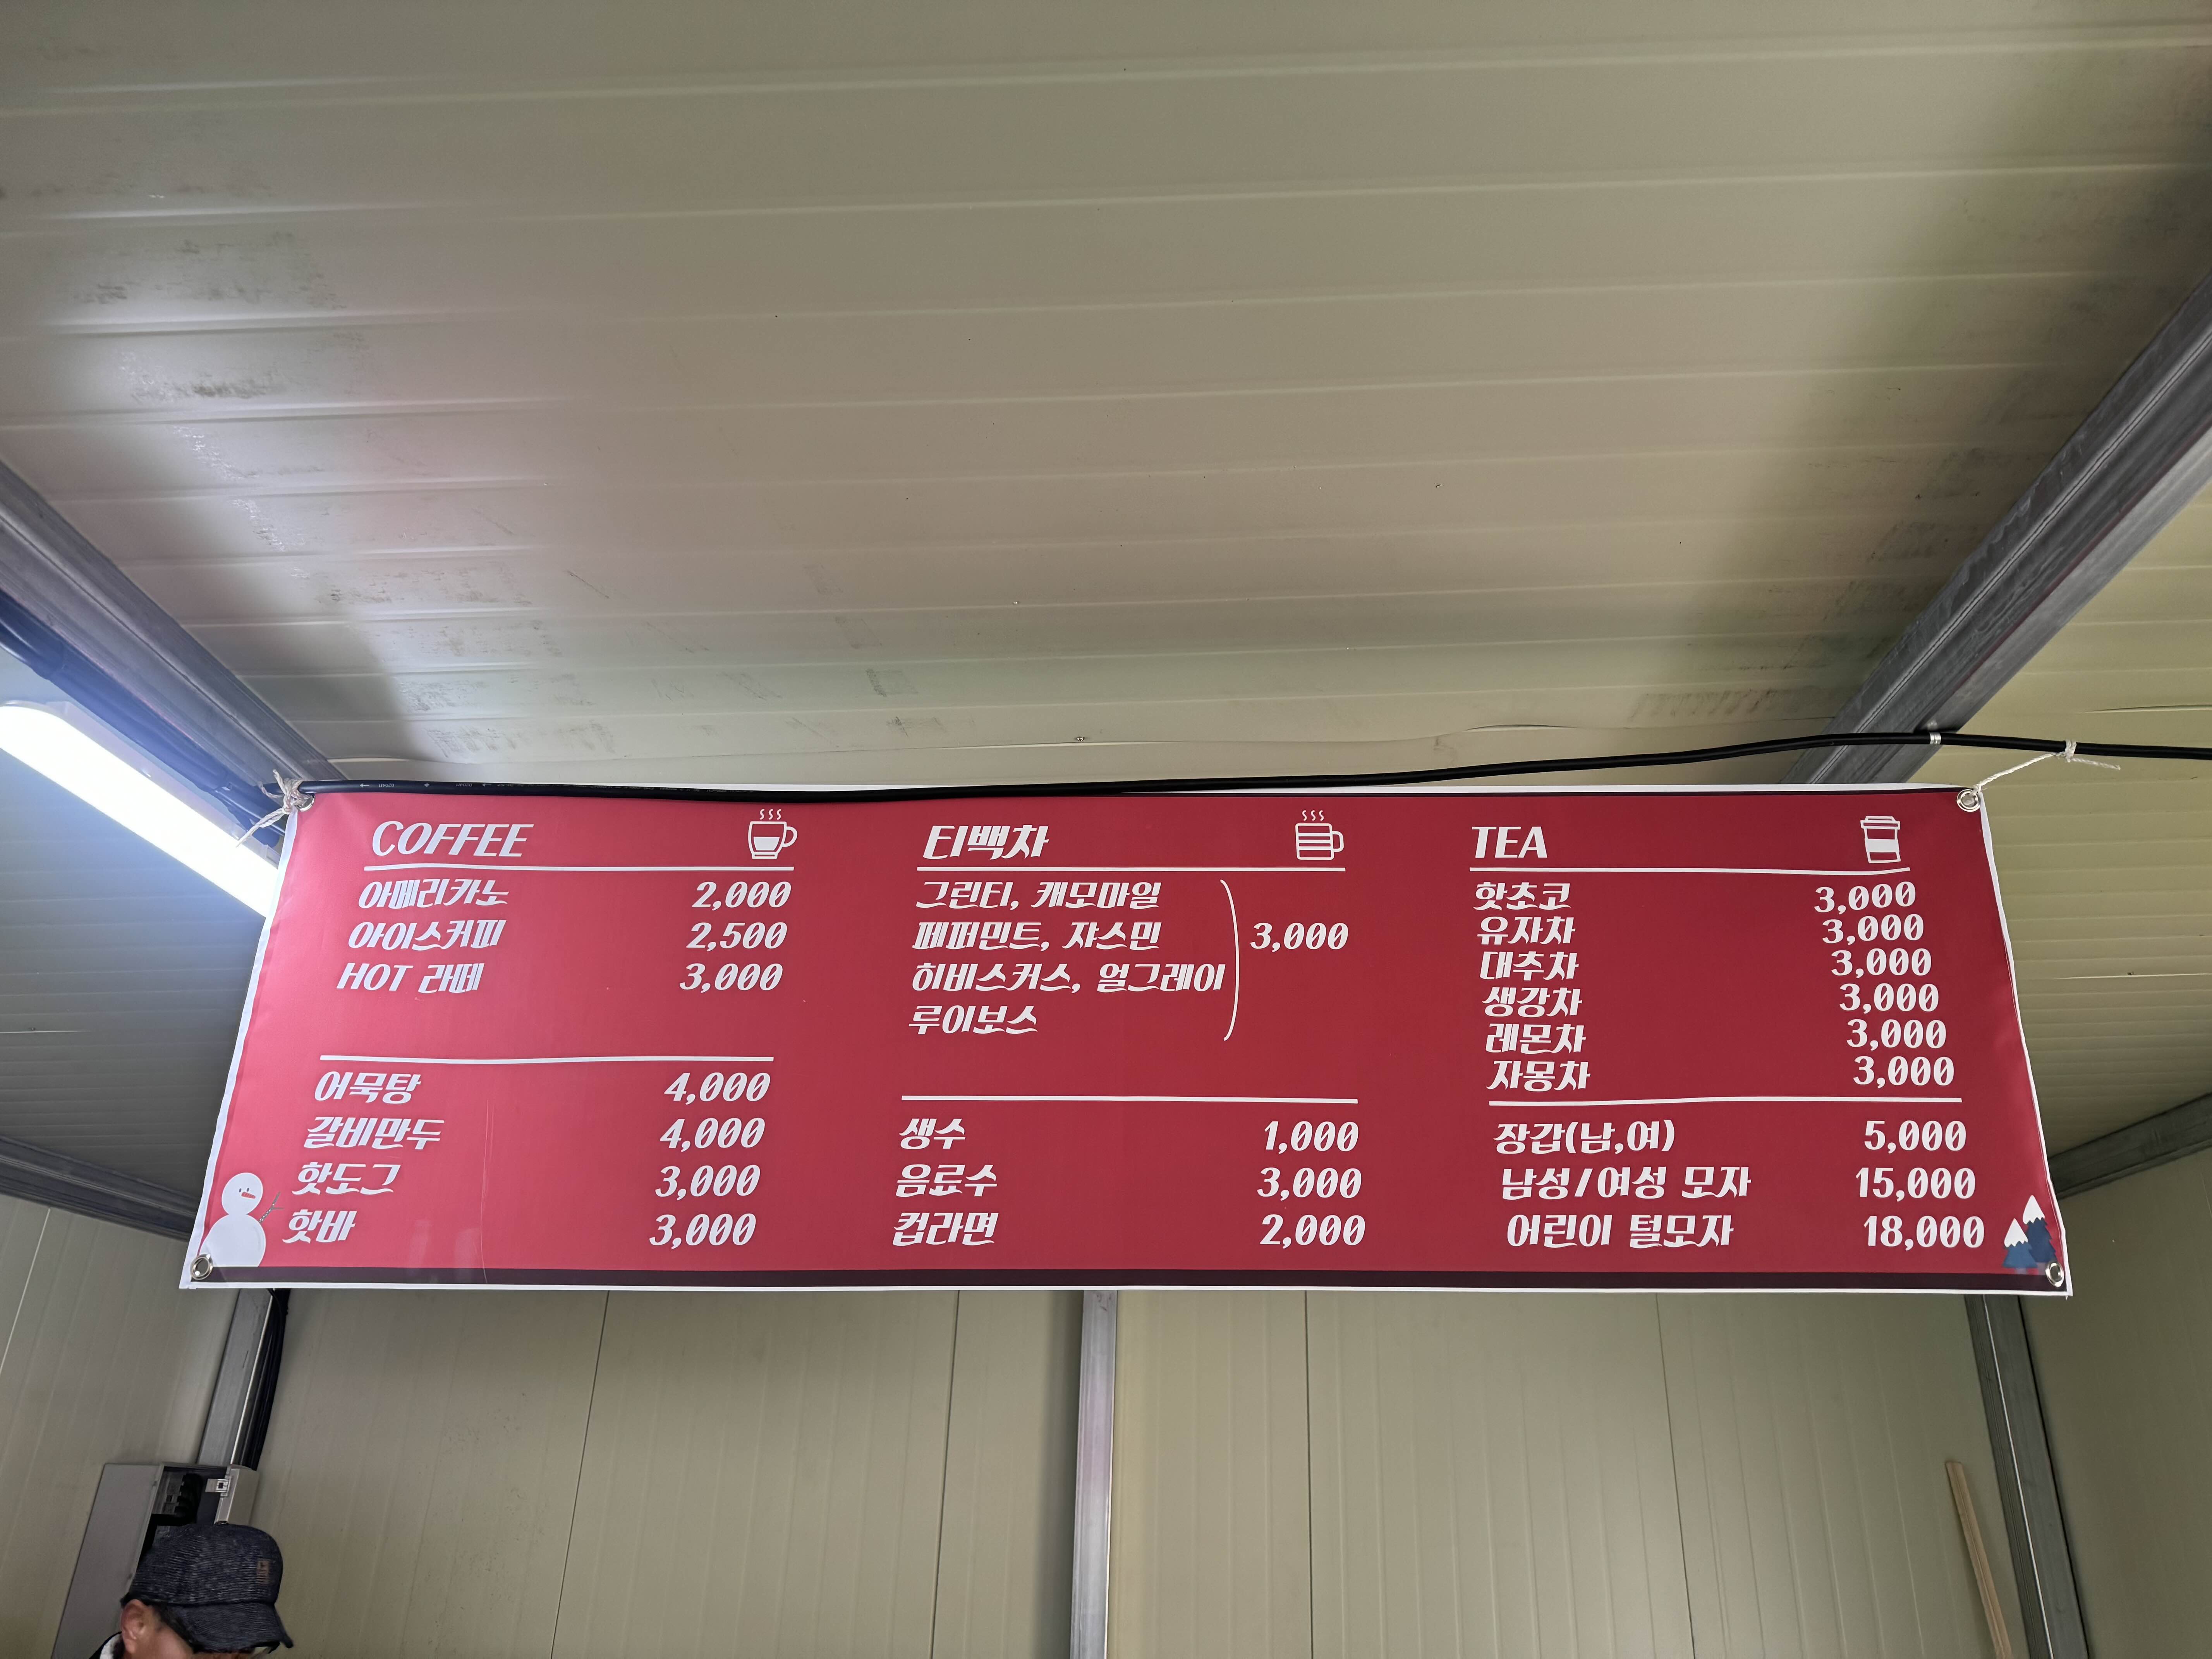 COFFEE
아메리카노 2,000
아이스커피 2,500
HOT 라떼 3,000
어묵탕 4,000
갈비만두 4,000
핫도그 3,000
핫바 3,000
티백차
그린티, 캐모마일
페퍼민트, 쟈스민 3,000
히비스커스, 얼그레이
루이보스
생수 1,000
음료수 3,000
컵라면 2,000
TEA
핫초코 3,000
유자차 3,000
대추차 3,000
생강차 3,000
레몬차 3,000
자몽차 3,000
장갑(남,여) 5,000
남성/여성 모자 15,000
어린이 털모자 18,000